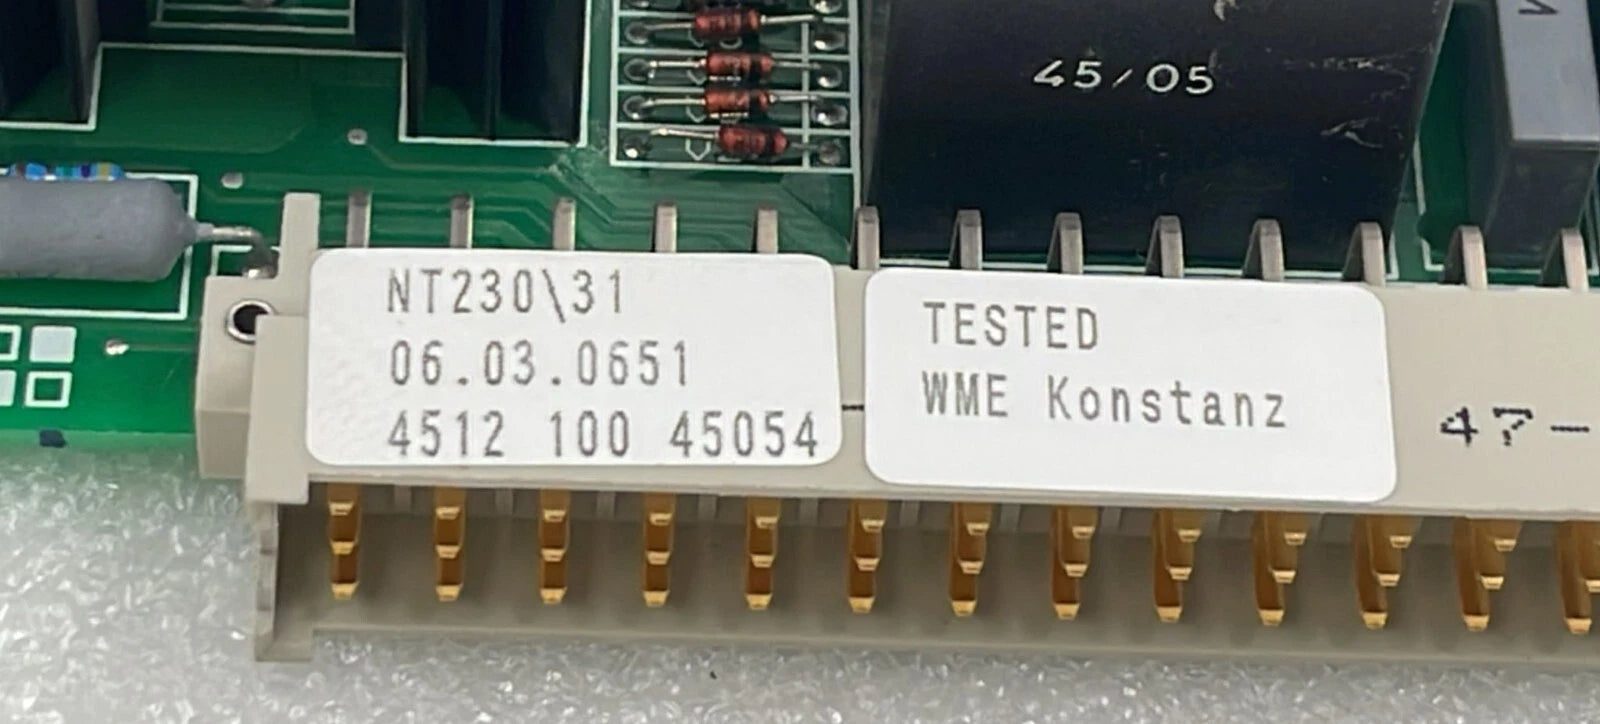 45/05
NT230\31
06.03.0651
4512 100 45054
TESTED
WME Konstanz
47-